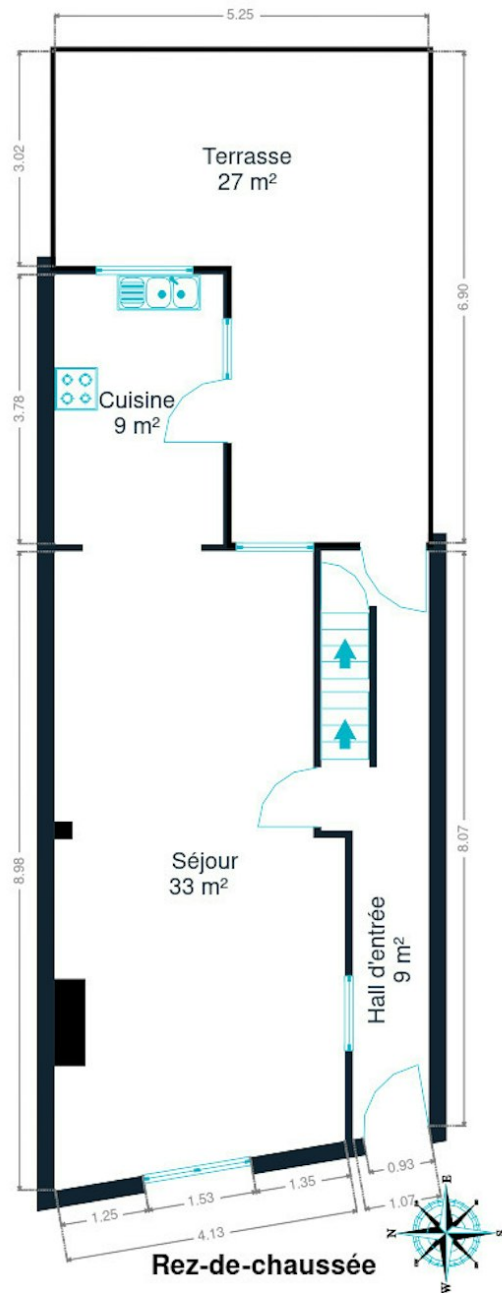 5.25
3.02
Terrasse
27 m²
6.90
3.78
Cuisine
9 m²
8.98
8.07
Séjour
33 m²
Hall d'entrée
9 m²
0.93
1.07
1.25
1.53
1.35
4.13
E
N
S
W
Rez-de-chaussée